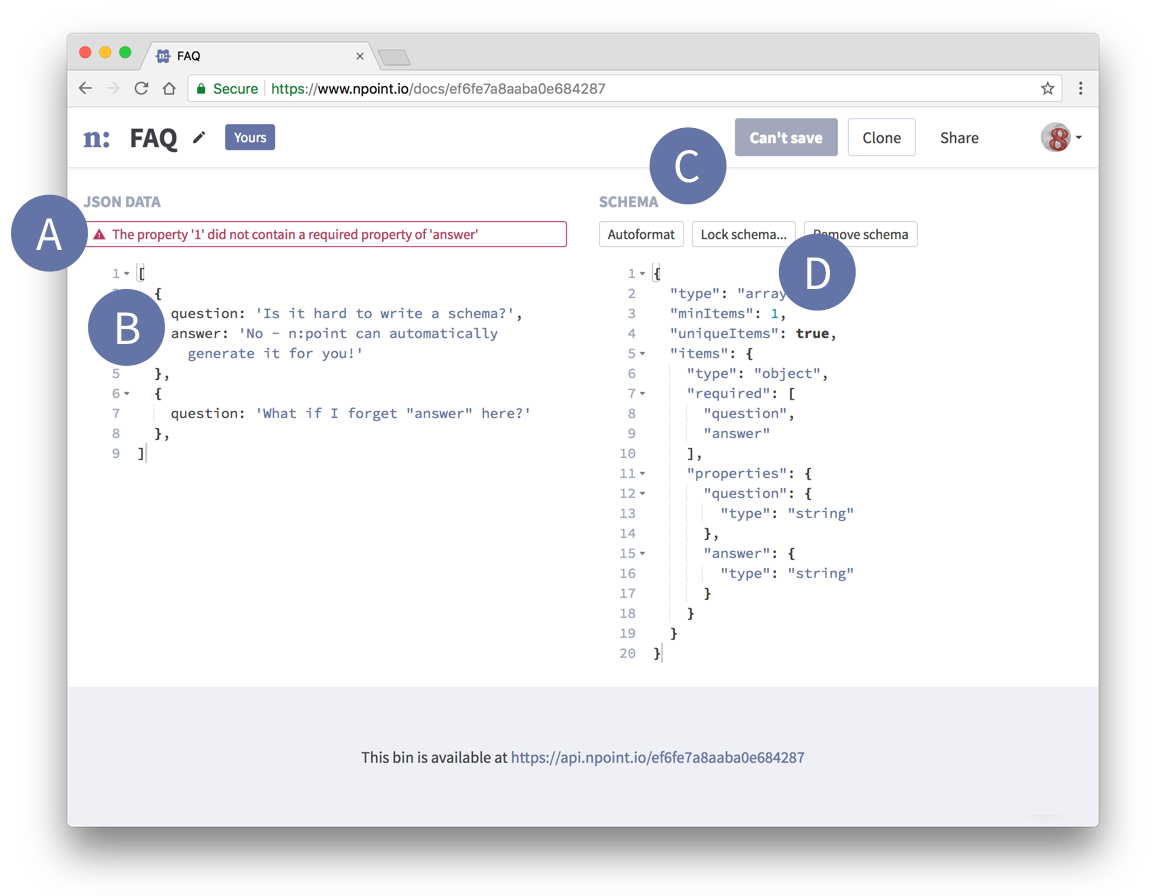 FAQ
Secure https://www.npoint.io/docs/ef6fe7a8aaba0e684287
n: FAQ Yours Can't save Clone Share 8
C
JSON DATA
SCHEMA
A
The property '1' did not contain a required property of 'answer'
Autoformat Lock schema... Remove schema
D
B
1 [
{
question: 'Is it hard to write a schema?',
answer: 'No - n:point can automatically
generate it for you!'
5 },
6 {
7 question: 'What if I forget "answer" here?'
8 },
9 ]
1 {
2 "type": "array
3 "minItems": 1,
4 "uniqueItems": true,
5 "items": {
6 "type": "object",
7 "required": [
8 "question",
9 "answer"
10 ],
11 "properties": {
12 "question": {
13 "type": "string"
14 },
15 "answer": {
16 "type": "string"
17 }
18 }
19 }
20 }
This bin is available at https://api.npoint.io/ef6fe7a8aaba0e684287